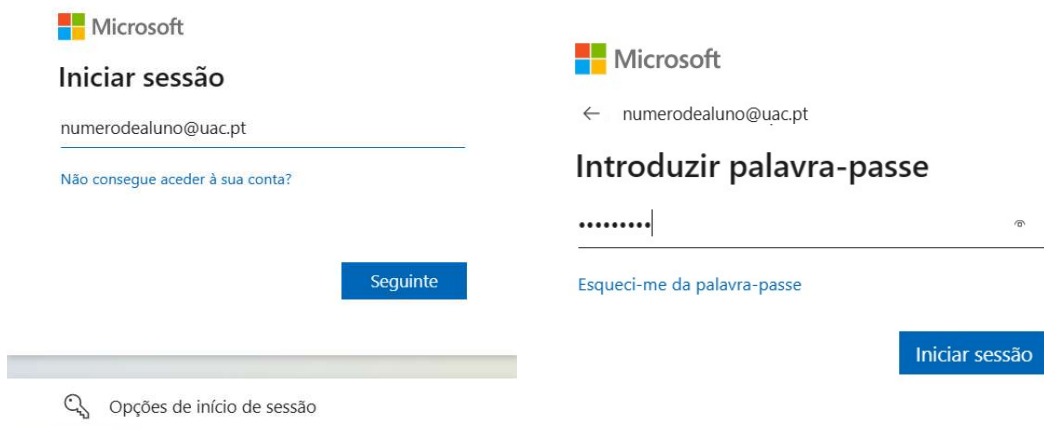 Microsoft
Iniciar sessão
numerodealuno@uac.pt
Não consegue aceder à sua conta?
Seguinte
Opções de início de sessão
Microsoft
← numerodealuno@uac.pt
Introduzir palavra-passe
•••••••••
Esqueci-me da palavra-passe
Iniciar sessão